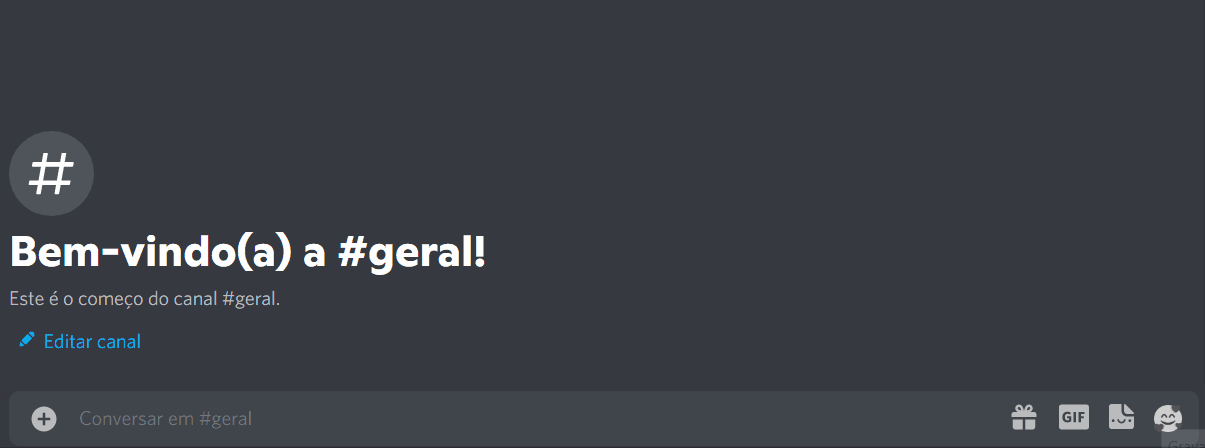 #
Bem-vindo(a) a #geral!
Este é o começo do canal #geral.
Editar canal
Conversar em #geral
GIF